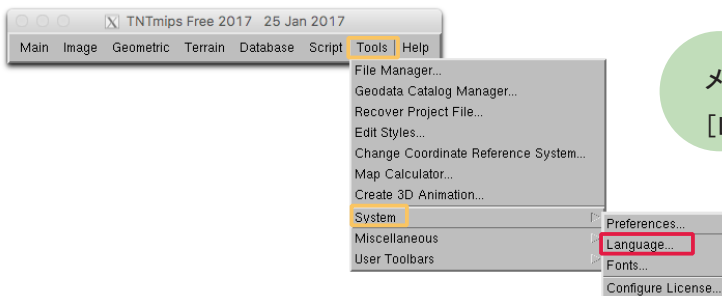 TNTmips Free 2017 25 Jan 2017
Main Image Geometric Terrain Database Script Tools Help
File Manager...
Geodata Catalog Manager...
Recover Project File...
Edit Styles...
Change Coordinate Reference System...
Map Calculator...
Create 3D Animation...
System
Miscellaneous
User Toolbars
Preferences...
Language...
Fonts...
Configure License...